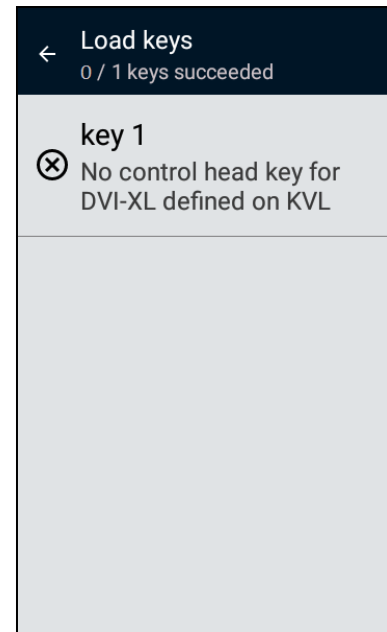 Load keys
0 / 1 keys succeeded
key 1
No control head key for
DVI-XL defined on KVL